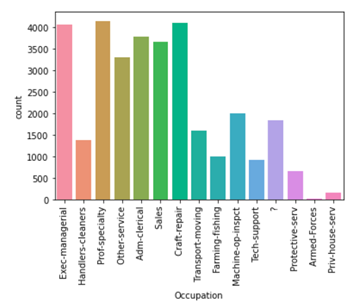 count
4000
3500
3000
2500
2000
1500
1000
500
0
Exec-managerial
Handlers-cleaners
Prof-specialty
Other-service
Adm-clerical
Sales
Craft-repair
Transport-moving
Farming-fishing
Machine-op-inspct
Tech-support
?
Protective-serv
Armed-Forces
Priv-house-serv
Occupation